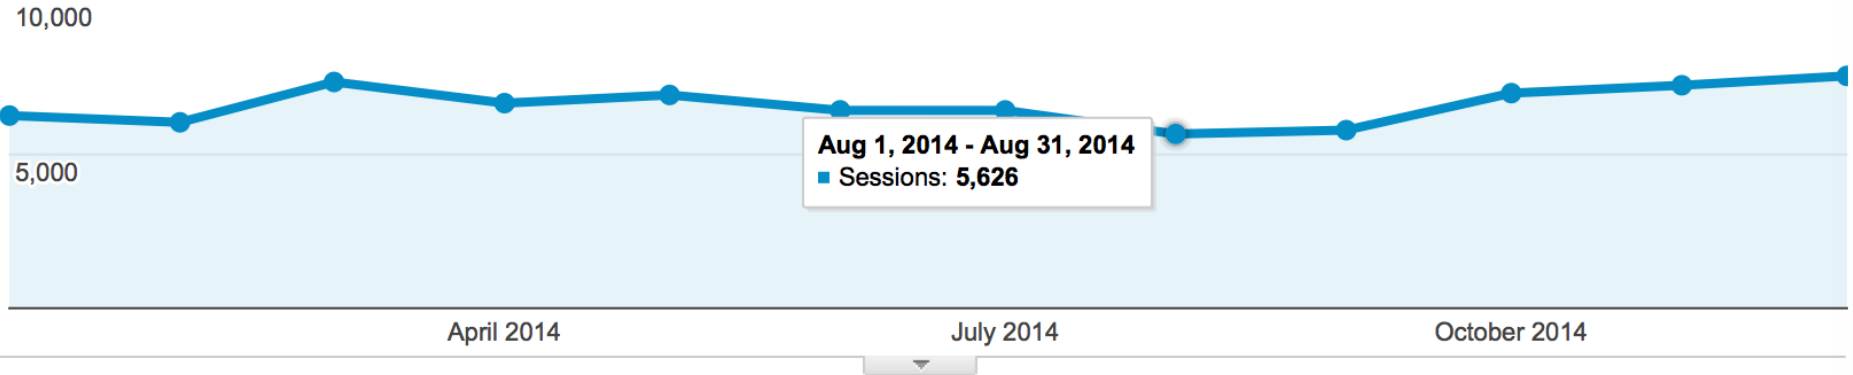 10,000
5,000
Aug 1, 2014 - Aug 31, 2014
Sessions: 5,626
April 2014
July 2014
October 2014